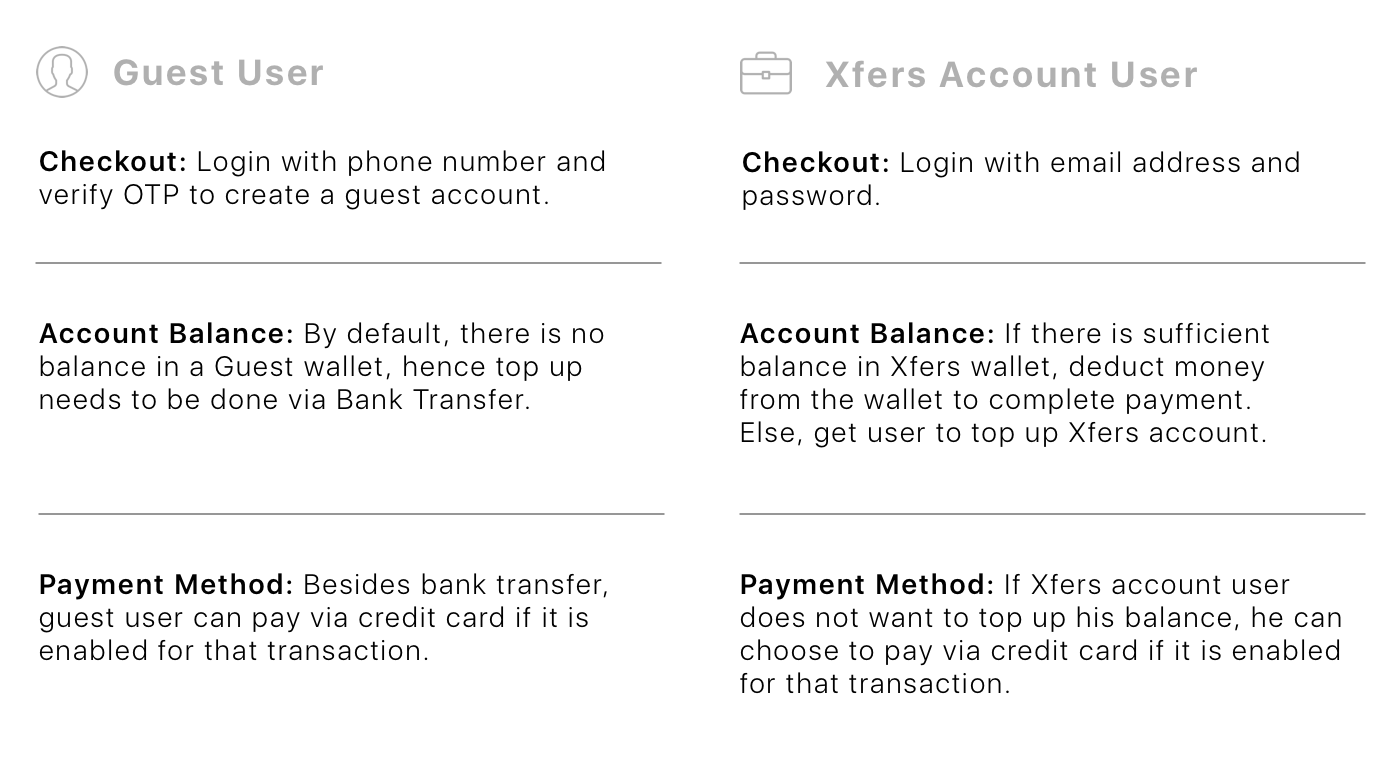 Guest User
Checkout: Login with phone number and
verify OTP to create a guest account.
Account Balance: By default, there is no
balance in a Guest wallet, hence top up
needs to be done via Bank Transfer.
Payment Method: Besides bank transfer,
guest user can pay via credit card if it is
enabled for that transaction.
Xfers Account User
Checkout: Login with email address and
password.
Account Balance: If there is sufficient
balance in Xfers wallet, deduct money
from the wallet to complete payment.
Else, get user to top up Xfers account.
Payment Method: If Xfers account user
does not want to top up his balance, he can
choose to pay via credit card if it is enabled
for that transaction.